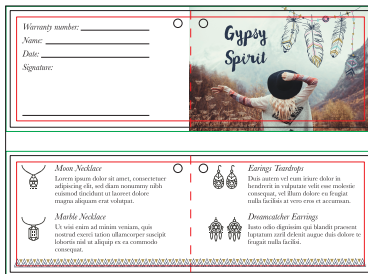 Warranty number:
Name:
Date:
Signature:
Gypsy
Spirit
Moon Necklace
Lorem ipsum dolor sit amet, consectetuer
adipiscing elit, sed diam nonummy nibh
euismod tincidunt ut laoreet dolore
magna aliquam erat volutpat.
Marble Necklace
Ut wisi enim ad minim veniam, quis
nostrud exerci tation ullamcorper suscipit
lobortis nisl ut aliquip ex ea commodo
consequat.
Earings Teardrops
Duis autem vel eum iriure dolor in
hendrerit in vulputate velit esse molestie
consequat, vel illum dolore eu feugiat
nulla facilisis at vero eros et accumsan.
Dreamcatcher Earrings
Iusto odio dignissim qui blandit praesent
luptatum zzril delenit augue duis dolore te
feugait nulla facilisi.